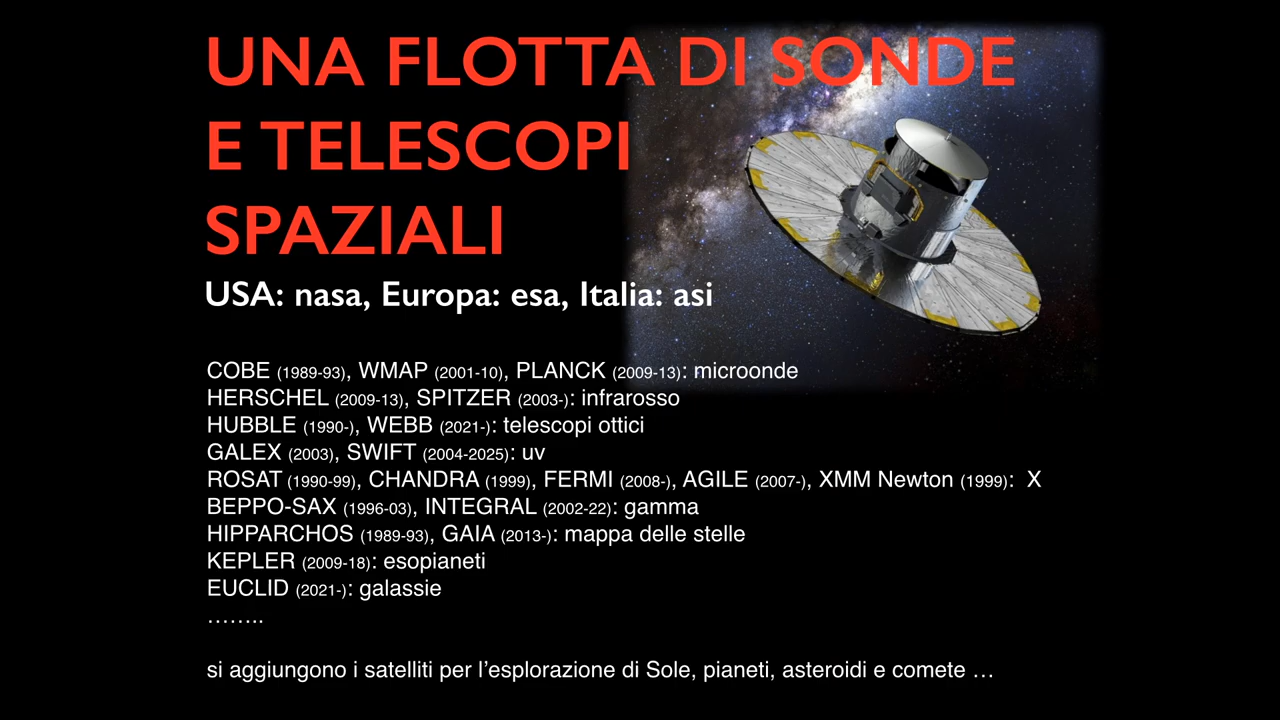 UNA FLOTTA DI SONDE
E TELESCOPI
SPAZIALI
USA: nasa, Europa: esa, Italia: asi
COBE (1989-93), WMAP (2001-10), PLANCK (2009-13): microonde
HERSCHEL (2009-13), SPITZER (2003-): infrarosso
HUBBLE (1990-), WEBB (2021-): telescopi ottici
GALEX (2003), SWIFT (2004-2025): uv
ROSAT (1990-99), CHANDRA (1999), FERMI (2008-), AGILE (2007-), XMM Newton (1999):  X
BEPPO-SAX (1996-03), INTEGRAL (2002-22): gamma
HIPPARCHOS (1989-93), GAIA (2013-): mappa delle stelle
KEPLER (2009-18): esopianeti
EUCLID (2021-): galassie
……..
si aggiungono i satelliti per l’esplorazione di Sole, pianeti, asteroidi e comete …